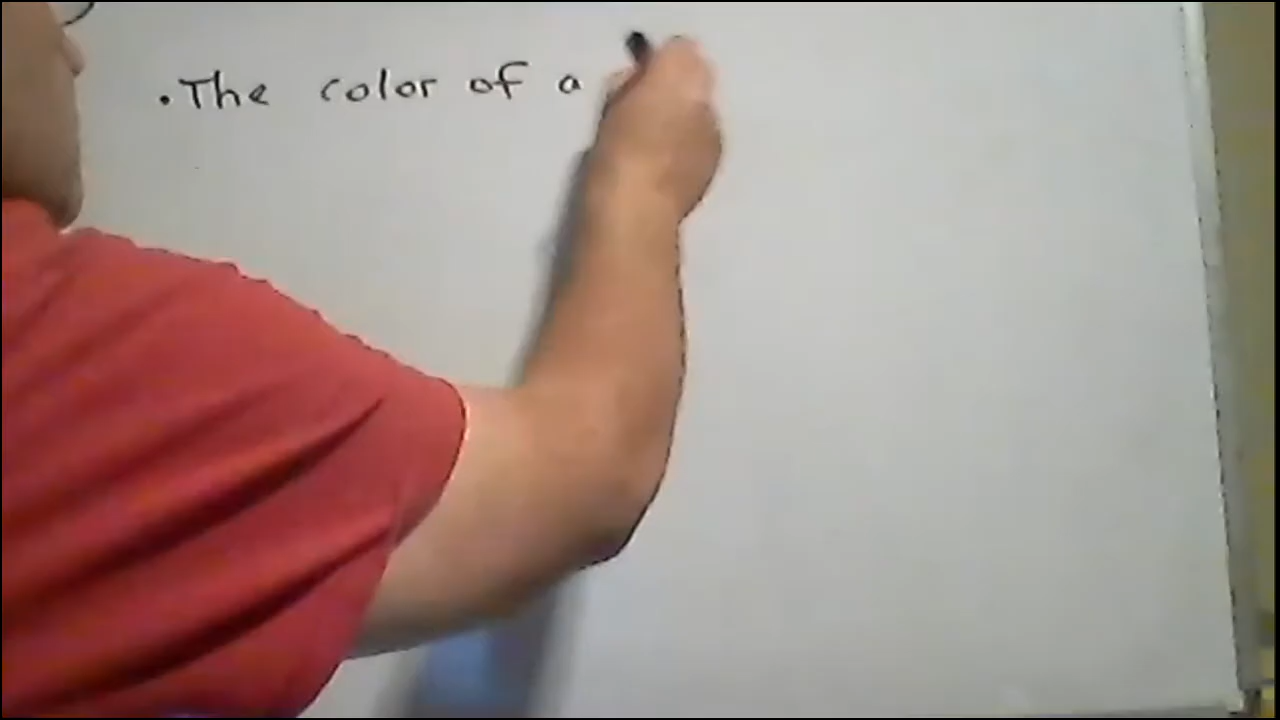 • The color of a